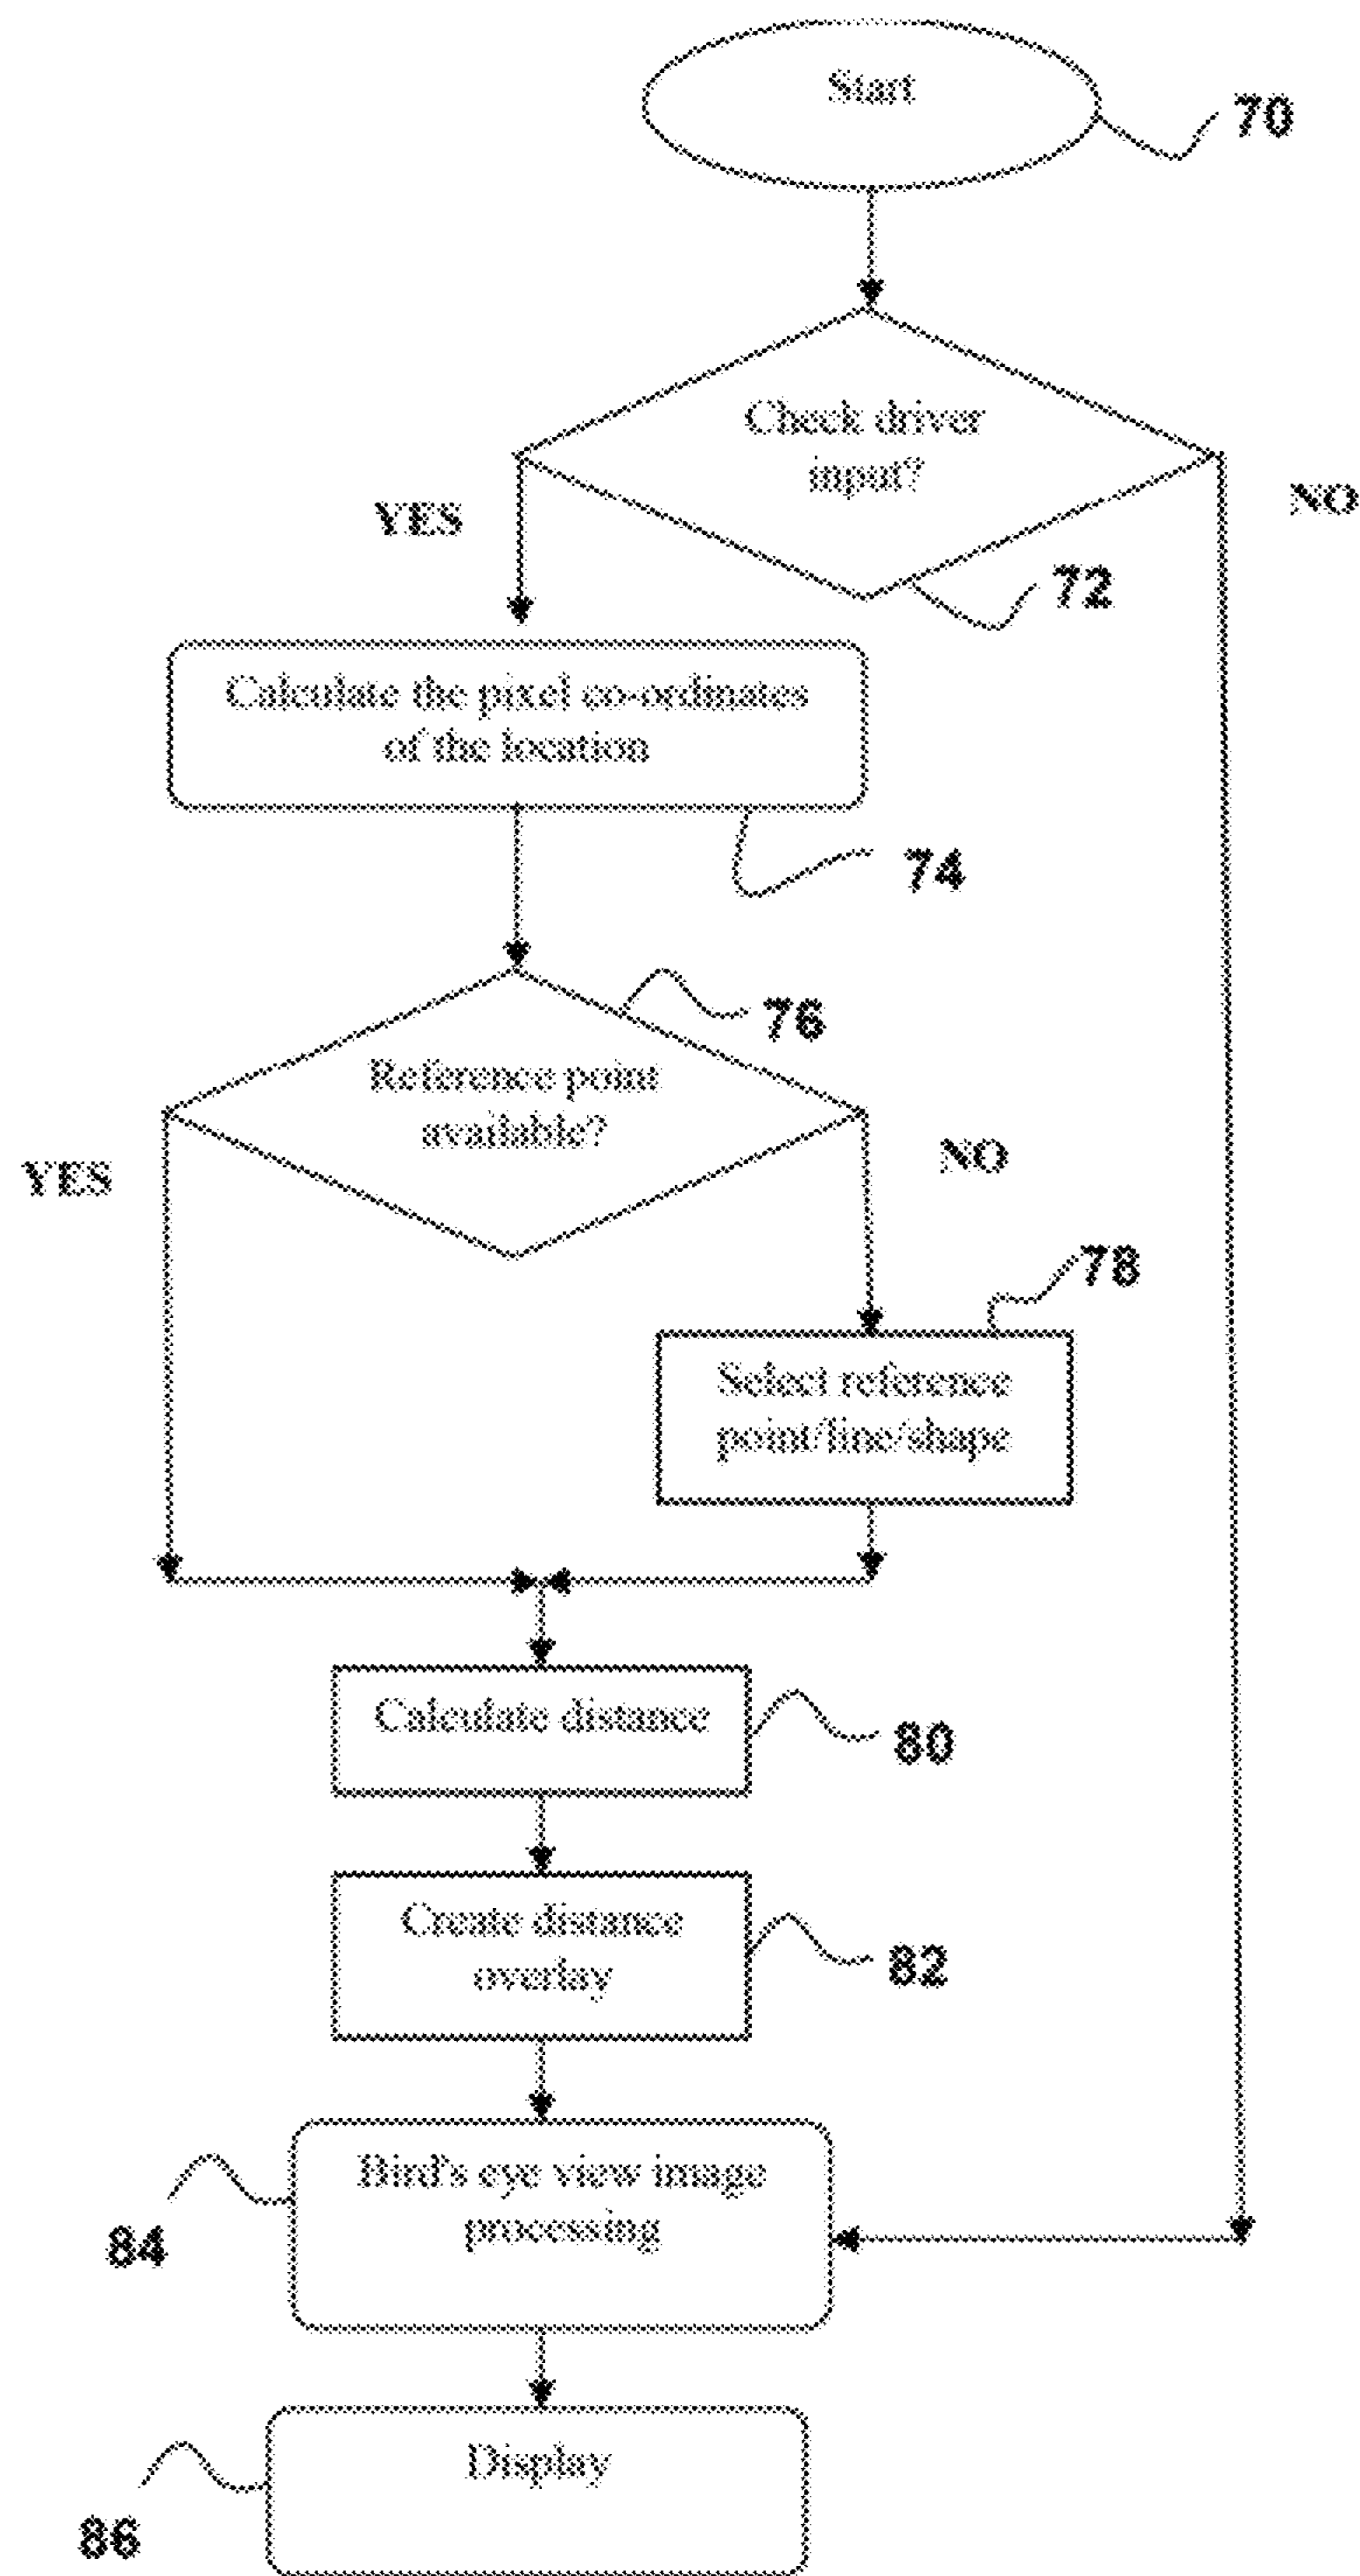 Start
70
Check driver
input?
YES
NO
72
Calculate the pixel co-ordinates
of the location
74
76
Reference point
available?
YES
NO
78
Select reference
point/line/shape
Calculate distance
80
Create distance
overlay
82
Bird's eye view image
processing
84
Display
86